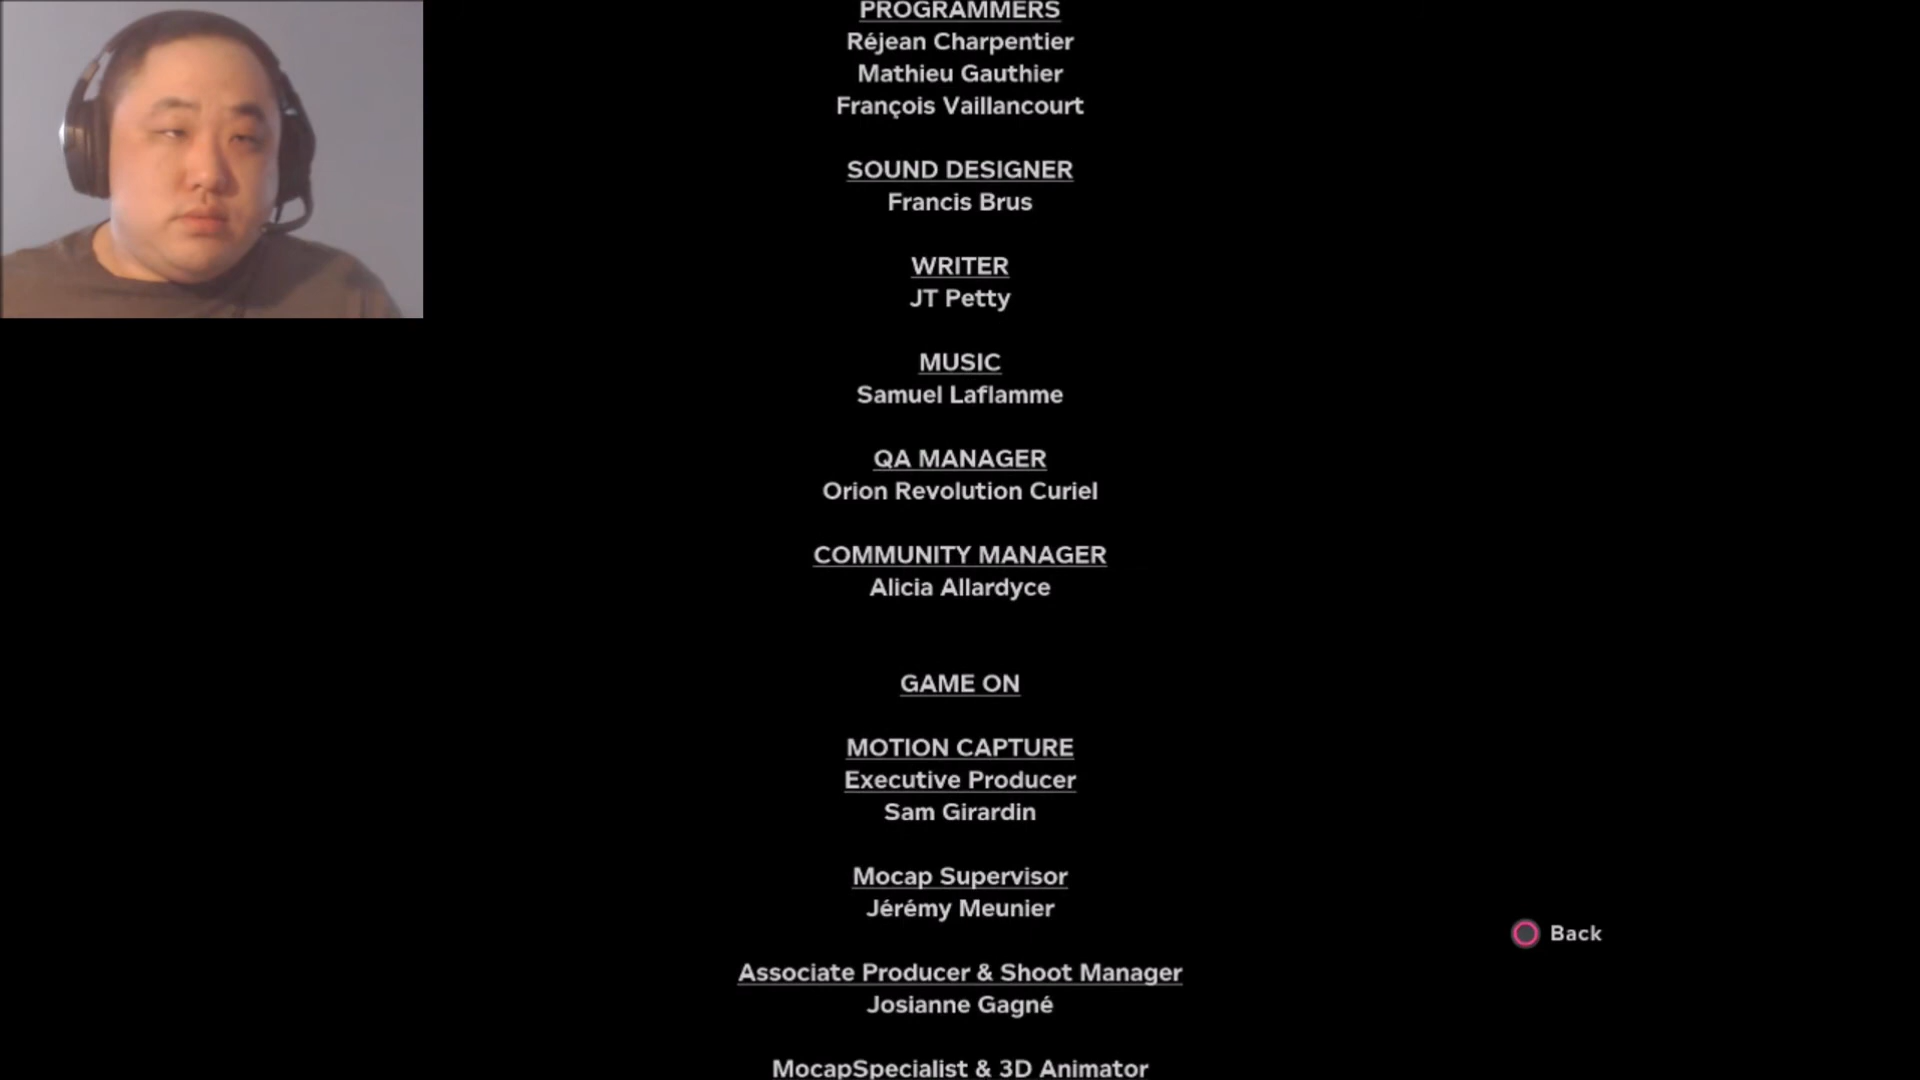 PROGRAMMERS
Réjean Charpentier
Mathieu Gauthier
François Vaillancourt
SOUND DESIGNER
Francis Brus
WRITER
JT Petty
MUSIC
Samuel Laflamme
QA MANAGER
Orion Revolution Curiel
COMMUNITY MANAGER
Alicia Allardyce
GAME ON
MOTION CAPTURE
Executive Producer
Sam Girardin
Mocap Supervisor
Jérémy Meunier
Back
Associate Producer & Shoot Manager
Josianne Gagné
MocapSpecialist & 3D Animator